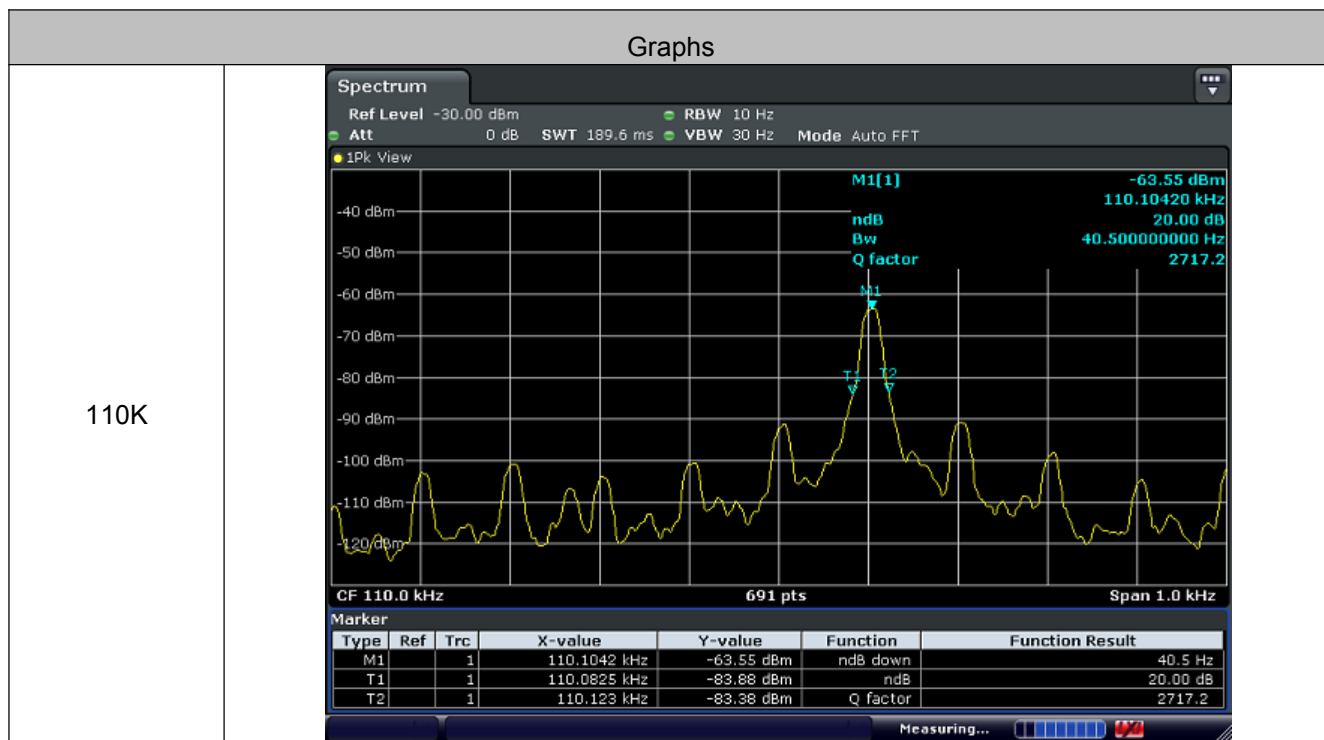 Graphs
110K
Spectrum
Ref Level -30.00 dBm RBW 10 Hz
Att 0 dB SWT 189.6 ms VBW 30 Hz Mode Auto FFT
1Pk View
M1[1] -63.55 dBm
110.10420 kHz
ndB 20.00 dB
Bw 40.500000000 Hz
Q factor 2717.2
-40 dBm
-50 dBm
-60 dBm
M1
-70 dBm
-80 dBm
T1 T2
-90 dBm
-100 dBm
-110 dBm
-120 dBm
CF 110.0 kHz 691 pts Span 1.0 kHz
Marker
Type Ref Trc X-value Y-value Function Function Result
M1 1 110.1042 kHz -63.55 dBm ndB down 40.5 Hz
T1 1 110.0825 kHz -83.88 dBm ndB 20.00 dB
T2 1 110.123 kHz -83.38 dBm Q factor 2717.2
Measuring...